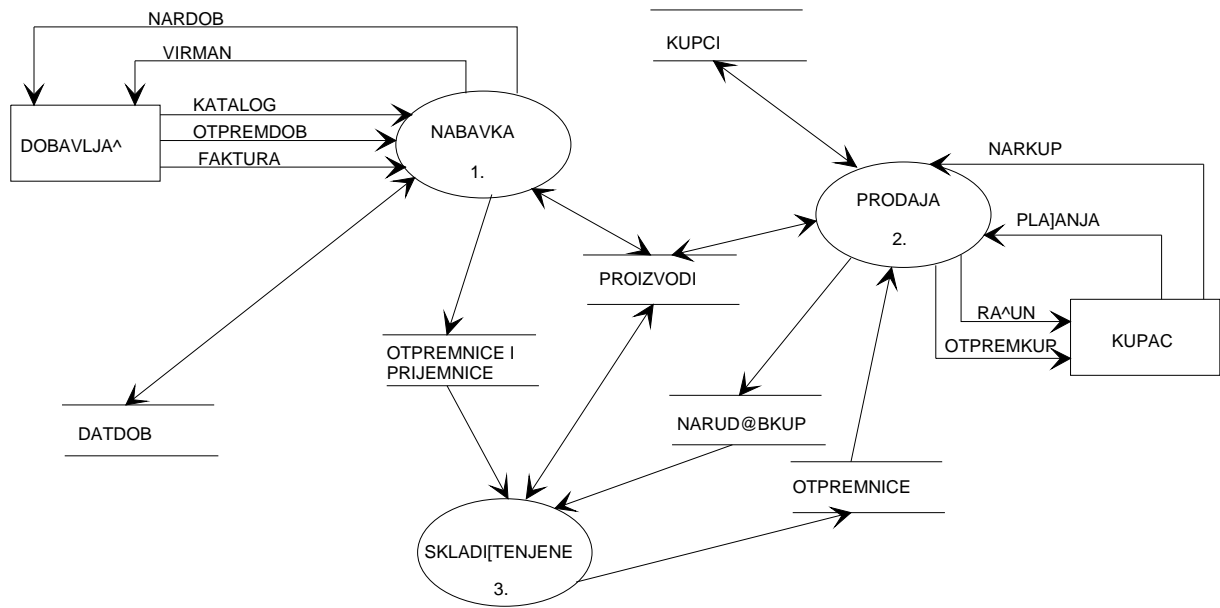 NARDOB
VIRMAN
KATALOG
OTPREMDOB
FAKTURA
DOBAVLJA^
NABAVKA
1.
KUPCI
PRODAJA
2.
NARKUP
PLA]ANJA
RA^UN
OTPREMKUP
KUPAC
PROIZVODI
OTPREMNICE I
PRIJEMNICE
DATDOB
NARUD@BKUP
OTPREMNICE
SKLADI[TENJENE
3.